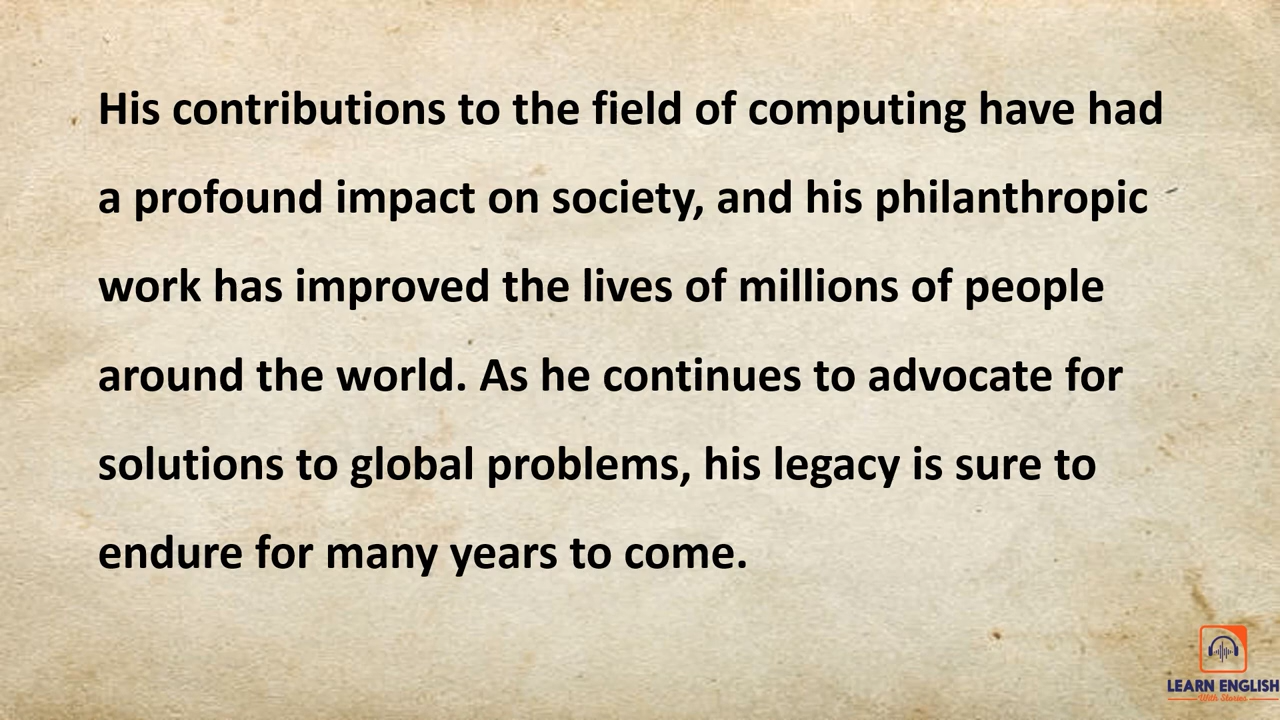 His contributions to the field of computing have had
a profound impact on society, and his philanthropic
work has improved the lives of millions of people
around the world. As he continues to advocate for
solutions to global problems, his legacy is sure to
endure for many years to come.
LEARN ENGLISH
With Stories